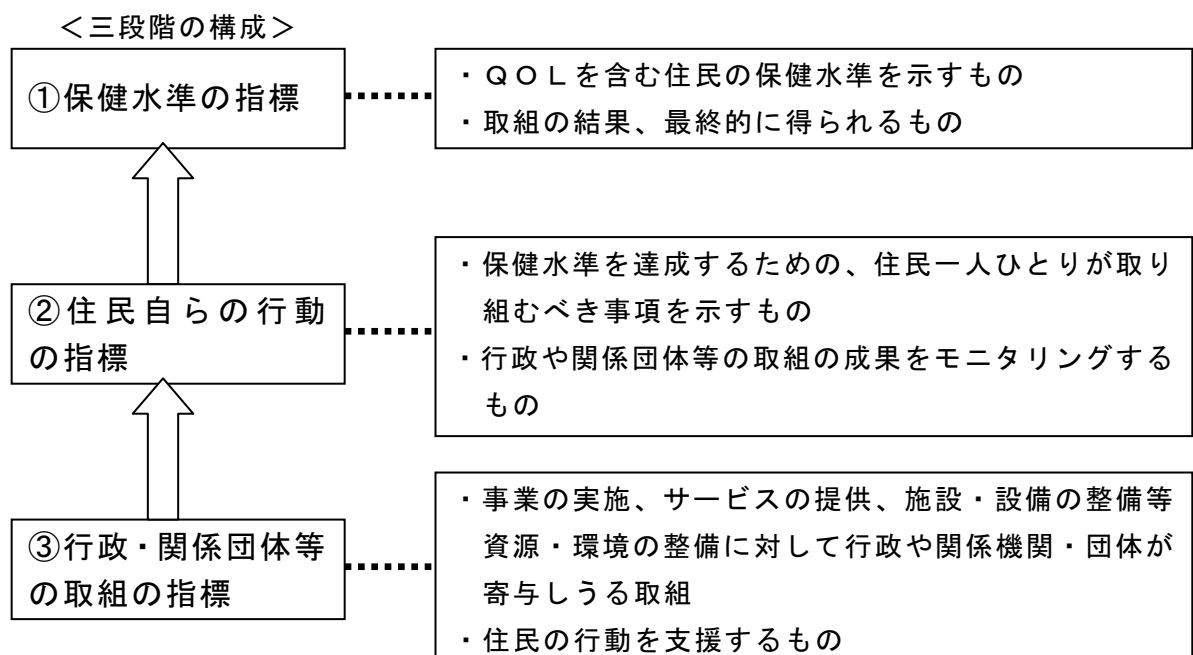 <三段階の構成>
①保健水準の指標
・QOLを含む住民の保健水準を示すもの
・取組の結果、最終的に得られるもの
②住民自らの行動
の指標
・保健水準を達成するための、住民一人ひとりが取り
組むべき事項を示すもの
・行政や関係団体等の取組の成果をモニタリングする
もの
③行政・関係団体等
の取組の指標
・事業の実施、サービスの提供、施設・設備の整備等
資源・環境の整備に対して行政や関係機関・団体が
寄与しうる取組
・住民の行動を支援するもの